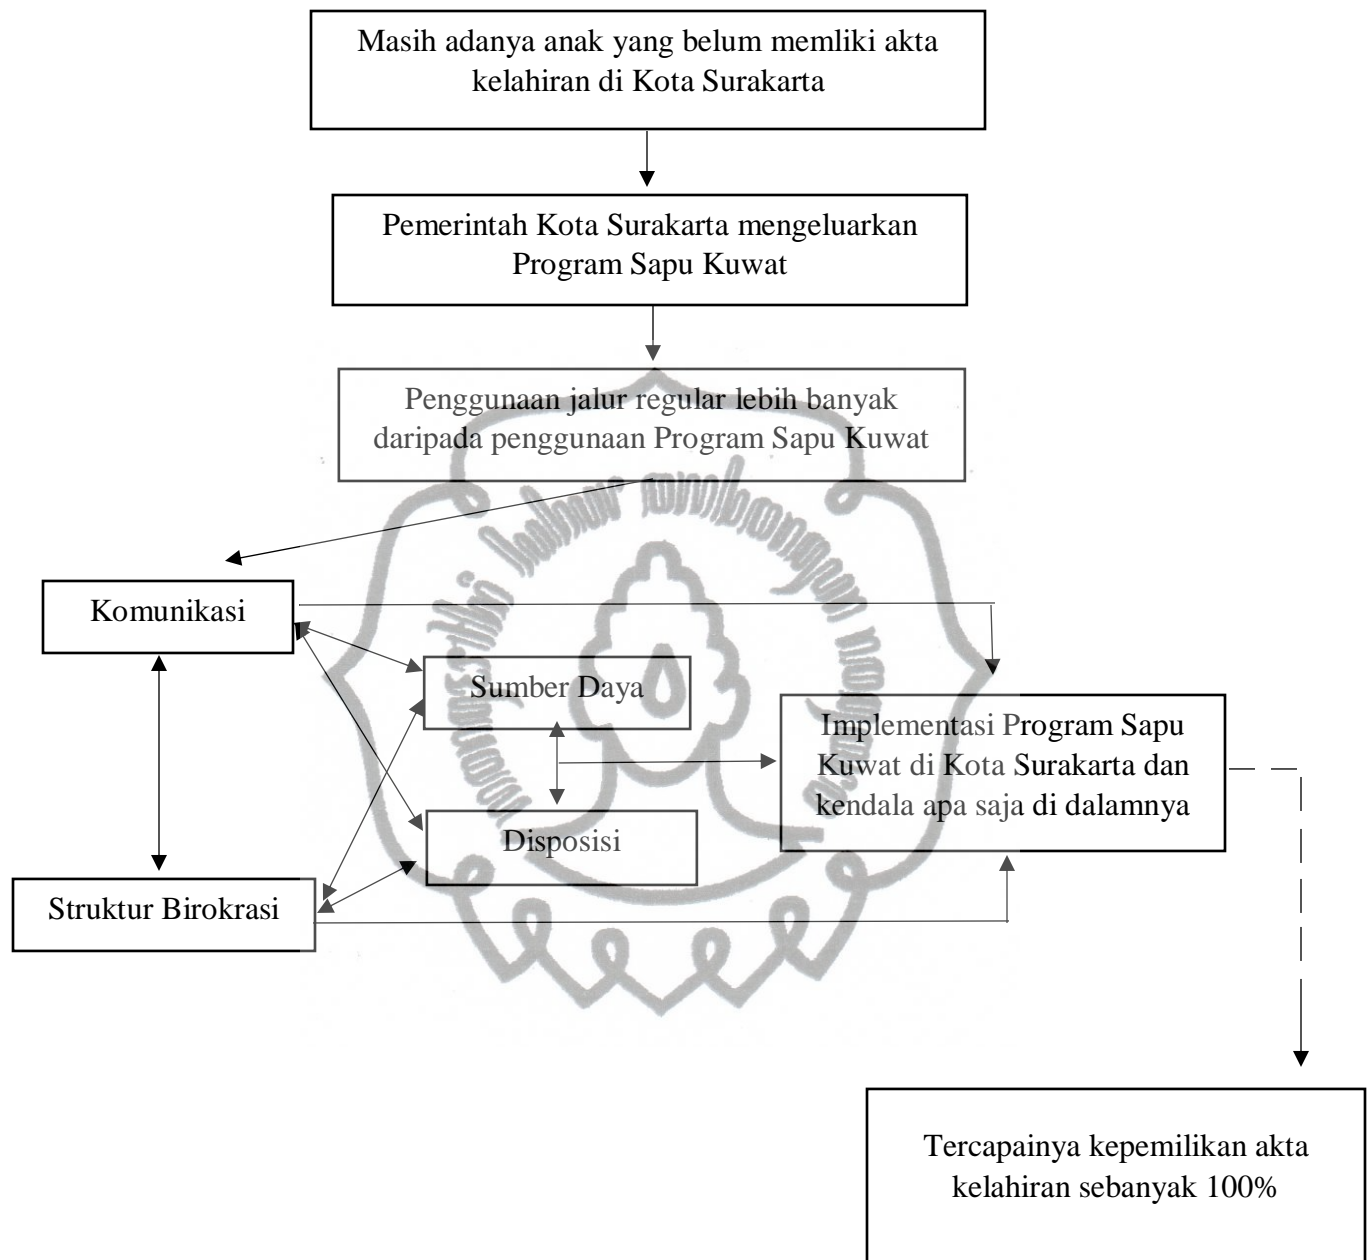 Masih adanya anak yang belum memliki akta
kelahiran di Kota Surakarta
Pemerintah Kota Surakarta mengeluarkan
Program Sapu Kuwat
Penggunaan jalur regular lebih banyak
daripada penggunaan Program Sapu Kuwat
Komunikasi
Sumber Daya
Implementasi Program Sapu
Kuwat di Kota Surakarta dan
kendala apa saja di dalamnya
Disposisi
Struktur Birokrasi
Tercapainya kepemilikan akta
kelahiran sebanyak 100%